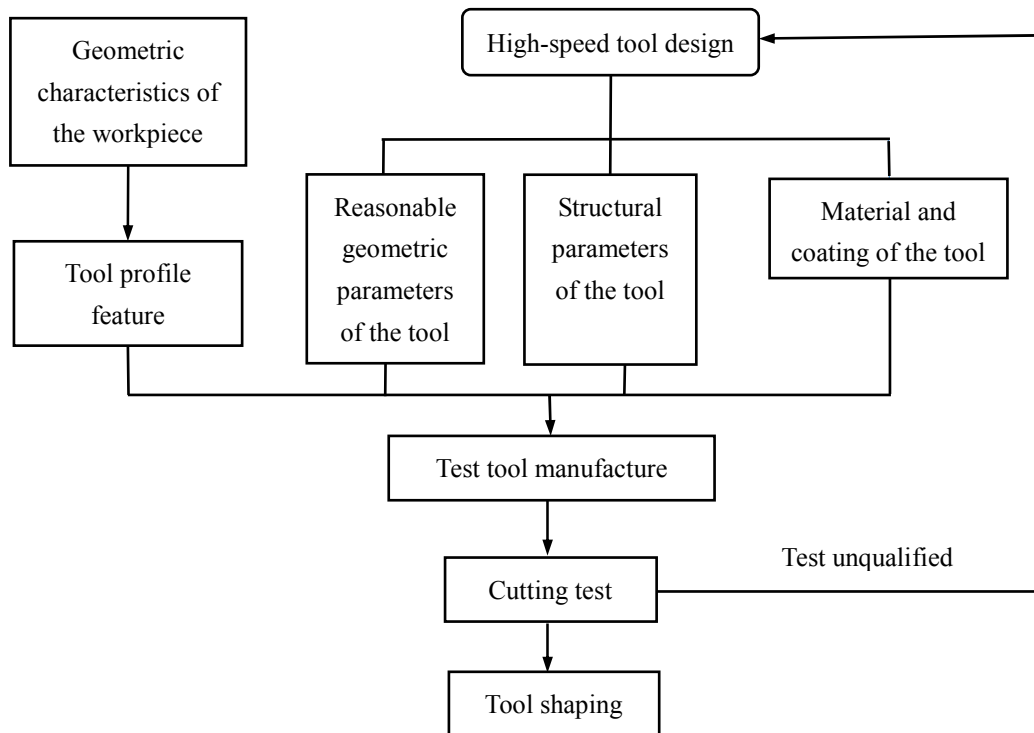 Geometric
characteristics of
the workpiece
High-speed tool design
Reasonable
geometric
parameters
of the tool
Structural
parameters
of the tool
Material and
coating of the tool
Tool profile
feature
Test tool manufacture
Test unqualified
Cutting test
Tool shaping